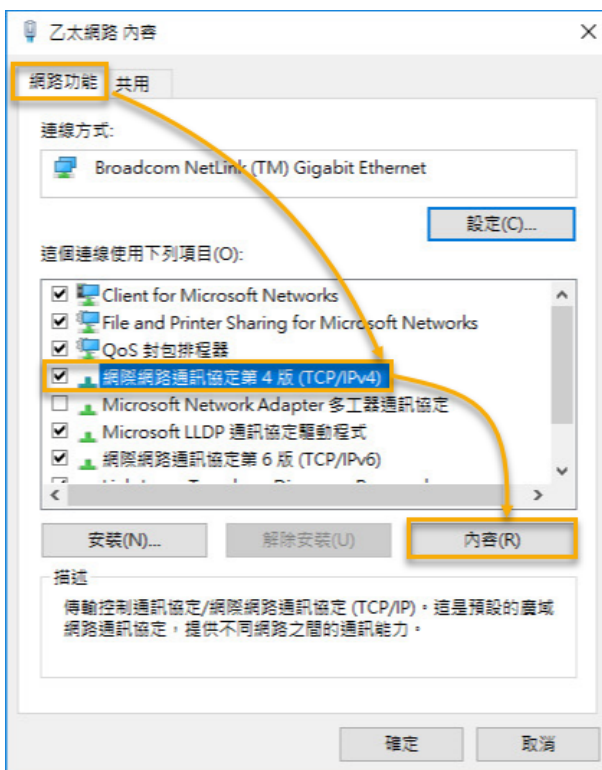 乙太網路 內容
網路功能 共用
連線方式:
Broadcom NetLink (TM) Gigabit Ethernet
設定(C)...
這個連線使用下列項目(O):
Client for Microsoft Networks
File and Printer Sharing for Microsoft Networks
QoS 封包排程器
網際網路通訊協定第 4 版 (TCP/IPv4)
Microsoft Network Adapter 多工器通訊協定
Microsoft LLDP 通訊協定驅動程式
網際網路通訊協定第 6 版 (TCP/IPv6)
安裝(N)... 解除安裝(U) 內容(R)
描述
傳輸控制通訊協定/網際網路通訊協定 (TCP/IP)。這是預設的廣域
網路通訊協定,提供不同網路之間的通訊能力。
確定 取消